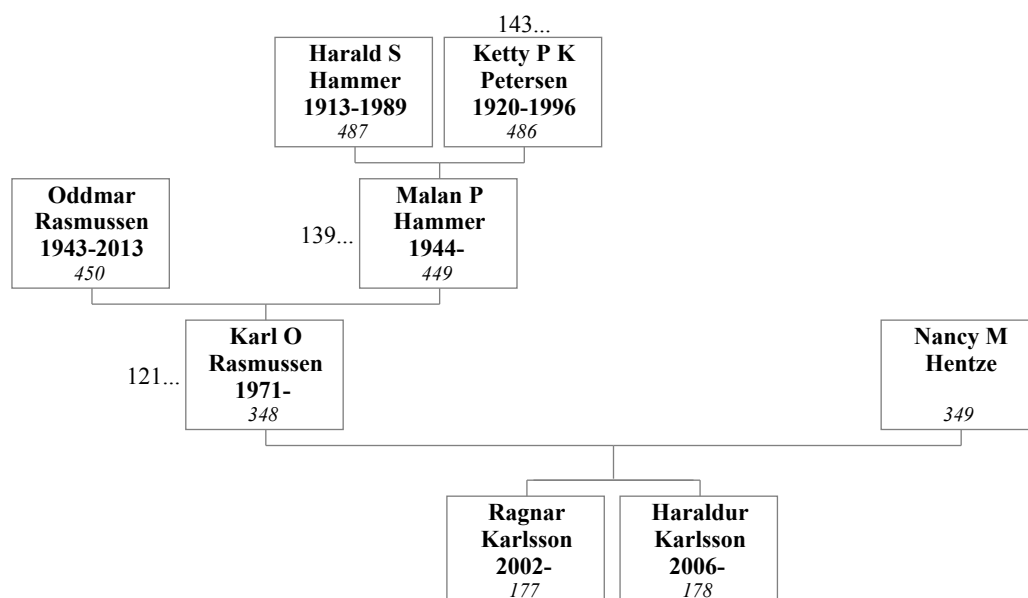 143...
Harald S
Hammer
1913-1989
487
Ketty P K
Petersen
1920-1996
486
Oddmar
Rasmussen
1943-2013
450
139...
Malan P
Hammer
1944-
449
121...
Karl O
Rasmussen
1971-
348
Nancy M
Hentze
349
Ragnar
Karlsson
2002-
177
Haraldur
Karlsson
2006-
178